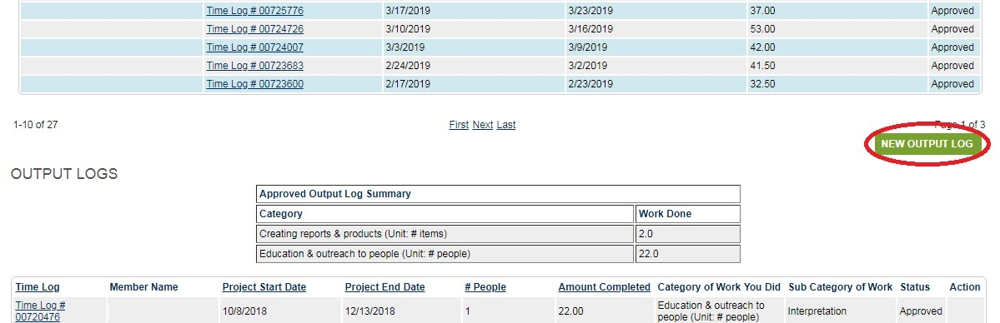 Time Log # 00725776 3/17/2019 3/23/2019 37.00 Approved
Time Log # 00724726 3/10/2019 3/16/2019 53.00 Approved
Time Log # 00724007 3/3/2019 3/9/2019 42.00 Approved
Time Log # 00723683 2/24/2019 3/2/2019 41.50 Approved
Time Log # 00723600 2/17/2019 2/23/2019 32.50 Approved
1-10 of 27 First Next Last Page 1 of 3
NEW OUTPUT LOG
OUTPUT LOGS
Approved Output Log Summary
Category Work Done
Creating reports & products (Unit: # items) 2.0
Education & outreach to people (Unit: # people) 22.0
Time Log Member Name Project Start Date Project End Date # People Amount Completed Category of Work You Did Sub Category of Work Status Action
Time Log # 00720476 10/8/2018 12/13/2018 1 22.00 Education & outreach to people (Unit: # people) Interpretation Approved